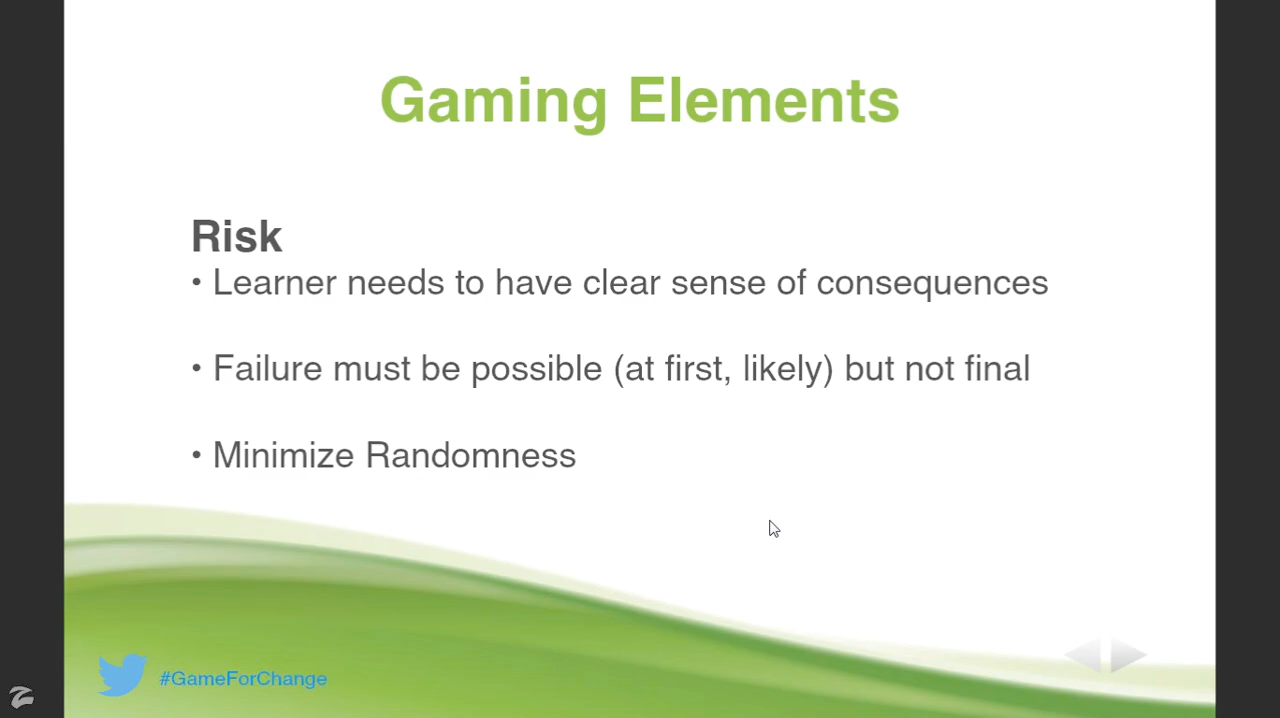 Gaming Elements
Risk
• Learner needs to have clear sense of consequences
• Failure must be possible (at first, likely) but not final
• Minimize Randomness
#GameForChange